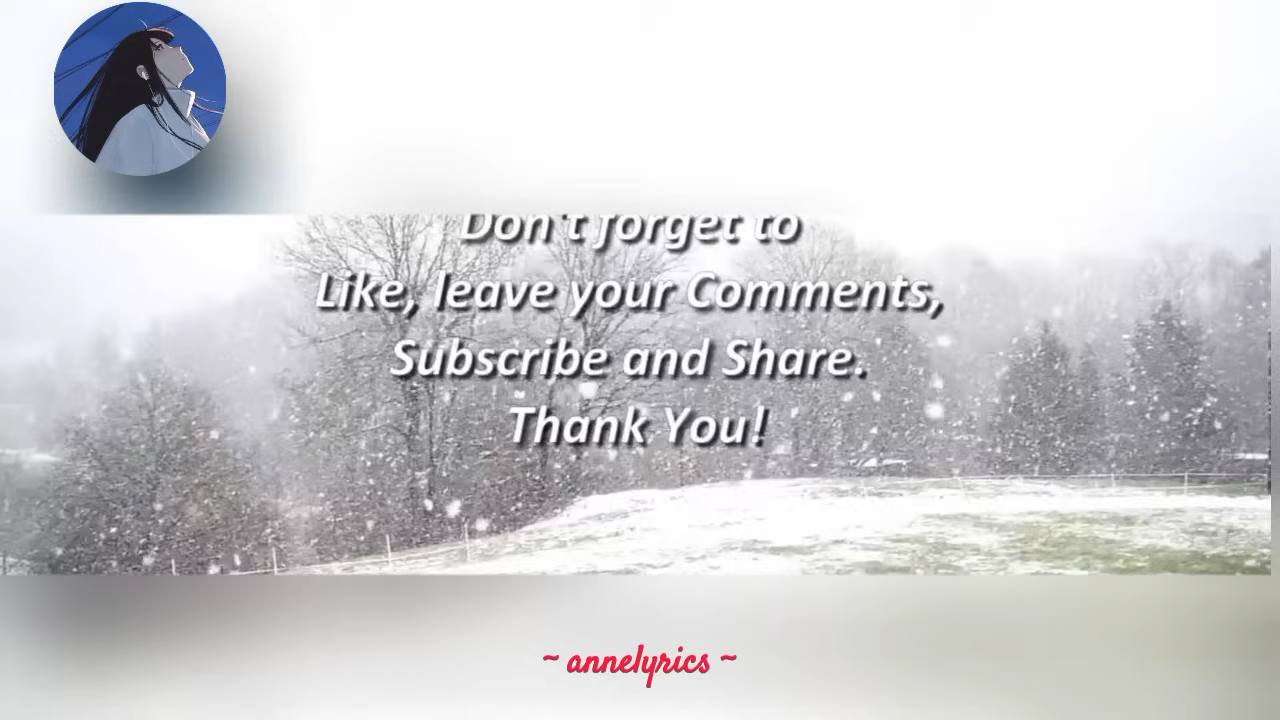 Don't forget to
Like, leave your Comments,
Subscribe and Share.
Thank You!
~ annelyrics ~